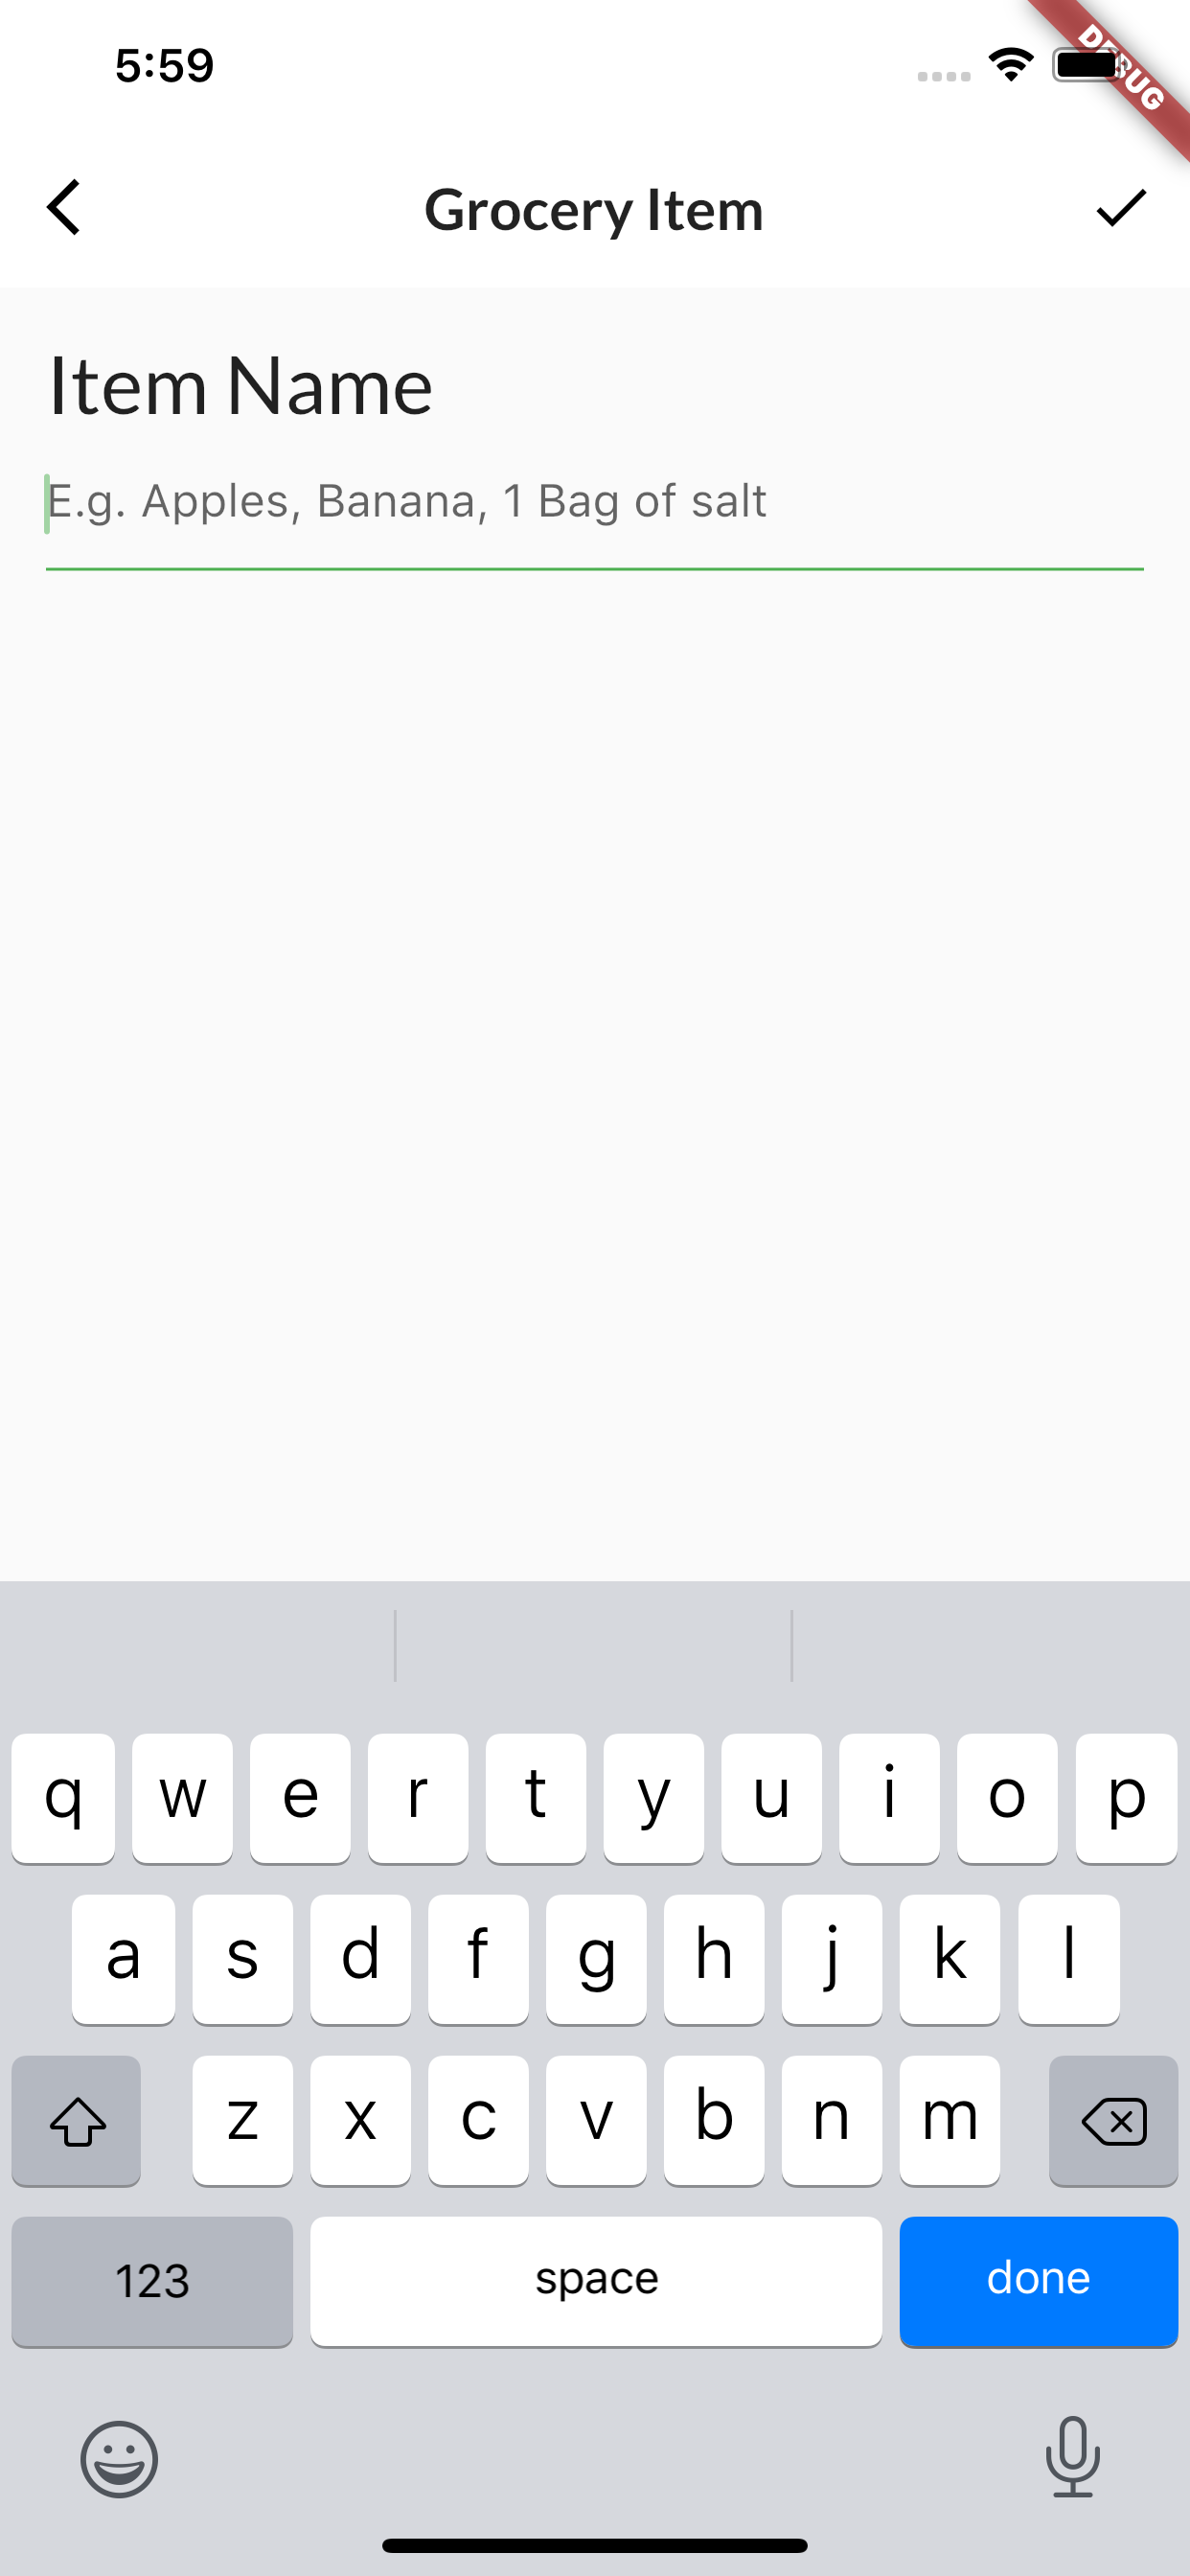 5:59
DEBUG
Grocery Item
Item Name
E.g. Apples, Banana, 1 Bag of salt
q w e r t y u i o p
a s d f g h j k l
z x c v b n m
123 space done